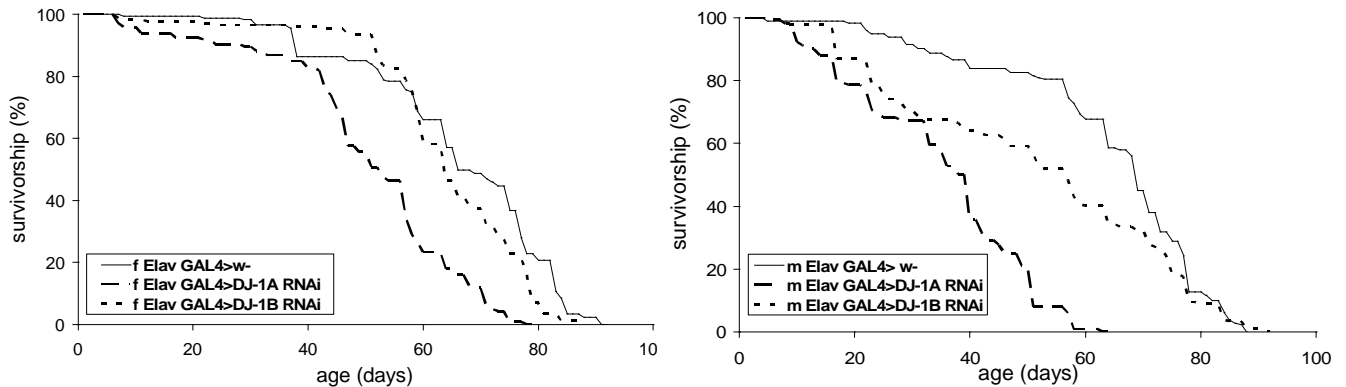 100
80
60
40
20
0
survivorship (%)
f Elav GAL4>w-
f Elav GAL4>DJ-1A RNAi
f Elav GAL4>DJ-1B RNAi
0 20 40 60 80 10
age (days)
100
80
60
40
20
0
survivorship (%)
m Elav GAL4> w-
m Elav GAL4>DJ-1A RNAi
m Elav GAL4>DJ-1B RNAi
0 20 40 60 80 100
age (days)